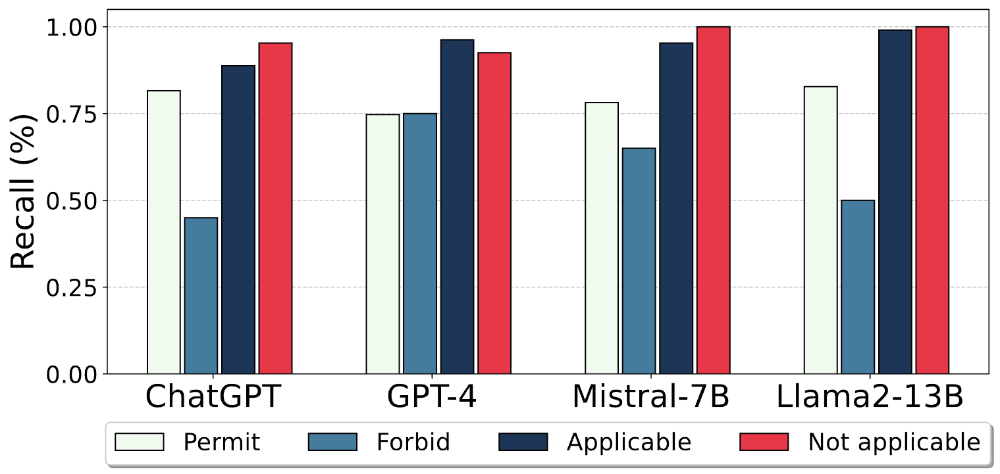 Recall (%)
1.00
0.75
0.50
0.25
0.00
ChatGPT GPT-4 Mistral-7B Llama2-13B
Permit Forbid Applicable Not applicable